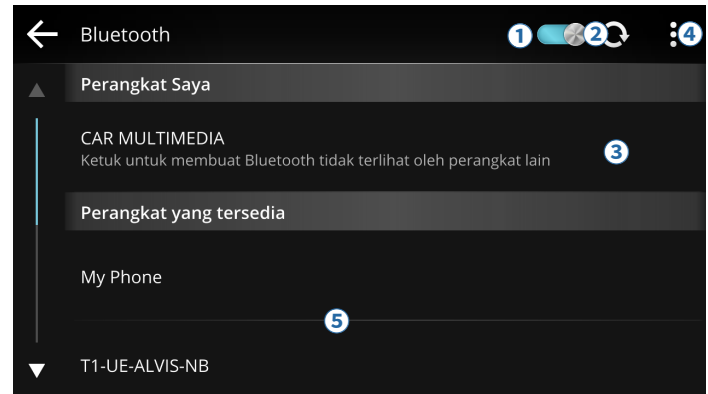 Bluetooth
1
2
4
Perangkat Saya
CAR MULTIMEDIA
Ketuk untuk membuat Bluetooth tidak terlihat oleh perangkat lain
3
Perangkat yang tersedia
My Phone
5
T1-UE-ALVIS-NB